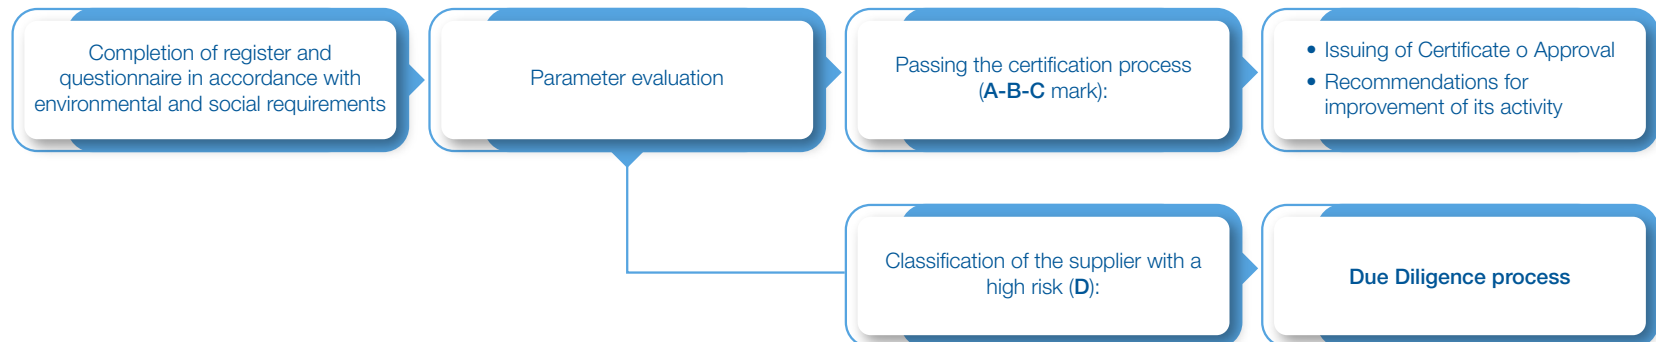 Completion of register and
questionnaire in accordance with
environmental and social requirements
Parameter evaluation
Passing the certification process
(A-B-C mark):
• Issuing of Certificate o Approval
• Recommendations for
improvement of its activity
Classification of the supplier with a
high risk (D):
Due Diligence process